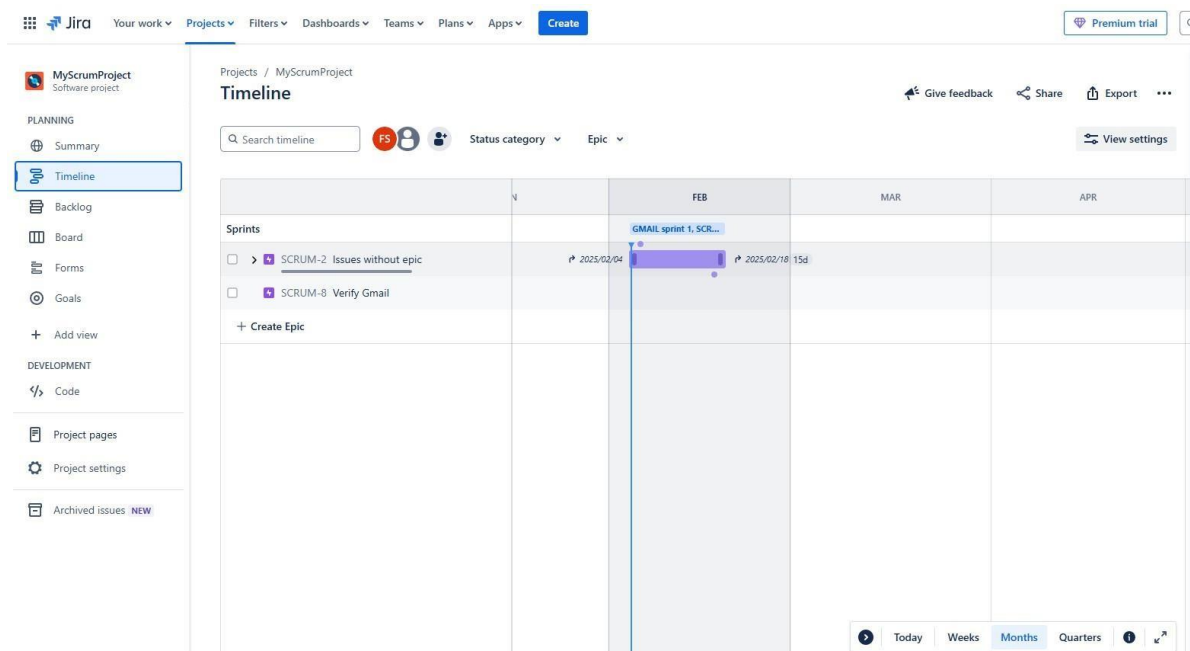 Jira Your work Projects Filters Dashboards Teams Plans Apps Create Premium trial
MyScrumProject
Software project
PLANNING
Summary
Timeline
Backlog
Board
Forms
Goals
Add view
DEVELOPMENT
Code
Project pages
Project settings
Archived issues NEW
Projects / MyScrumProject
Timeline
Give feedback Share Export
Search timeline FS Status category Epic View settings
N FEB MAR APR
Sprints GMAIL sprint 1, SCR...
SCRUM-2 Issues without epic 2025/02/04 2025/02/18 15d
SCRUM-8 Verify Gmail
+ Create Epic
Today Weeks Months Quarters